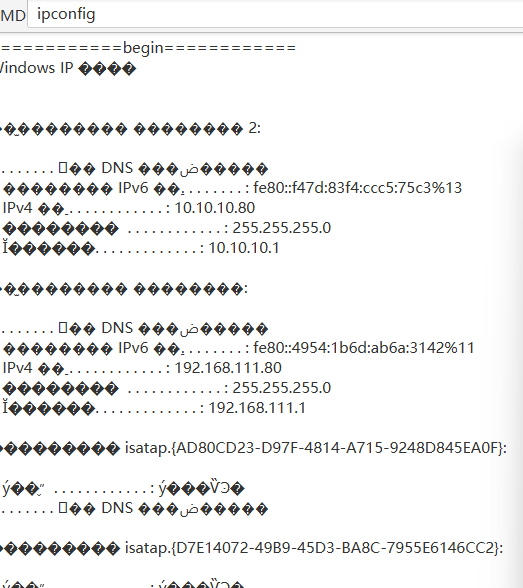 MD ipconfig
============begin============
Windows IP ����
��̫������ �������� 2:
. . . . . . . �� DNS ���ض�����
�������� IPv6 ��. . . . . . . . : fe80::f47d:83f4:ccc5:75c3%13
IPv4 ��. . . . . . . . . . . . : 10.10.10.80
�������� . . . . . . . . . . . . : 255.255.255.0
Ĭ������. . . . . . . . . . . . . : 10.10.10.1
��̫������ ��������:
. . . . . . . �� DNS ���ض�����
�������� IPv6 ��. . . . . . . . : fe80::4954:1b6d:ab6a:3142%11
IPv4 ��. . . . . . . . . . . . : 192.168.111.80
�������� . . . . . . . . . . . . : 255.255.255.0
Ĭ������. . . . . . . . . . . . . : 192.168.111.1
�������� isatap.{AD80CD23-D97F-4814-A715-9248D845EA0F}:
ý��״ . . . . . . . . . . . . : ý���ѶϿ�
. . . . . . . �� DNS ���ض�����
�������� isatap.{D7E14072-49B9-45D3-BA8C-7955E6146CC2}: